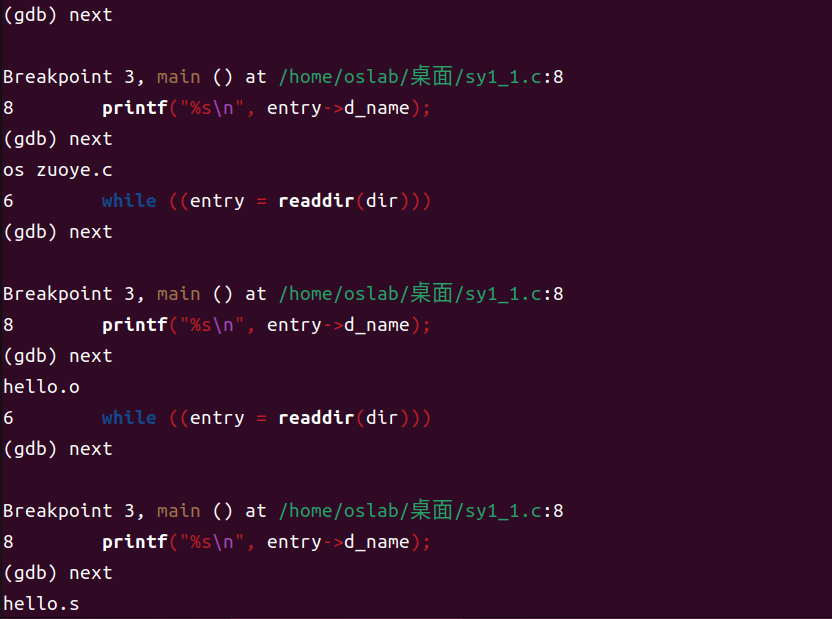 (gdb) next
Breakpoint 3, main () at /home/oslab/桌面/sy1_1.c:8
8        printf("%s\n", entry->d_name);
(gdb) next
os zuoye.c
6        while ((entry = readdir(dir)))
(gdb) next
Breakpoint 3, main () at /home/oslab/桌面/sy1_1.c:8
8        printf("%s\n", entry->d_name);
(gdb) next
hello.o
6        while ((entry = readdir(dir)))
(gdb) next
Breakpoint 3, main () at /home/oslab/桌面/sy1_1.c:8
8        printf("%s\n", entry->d_name);
(gdb) next
hello.s